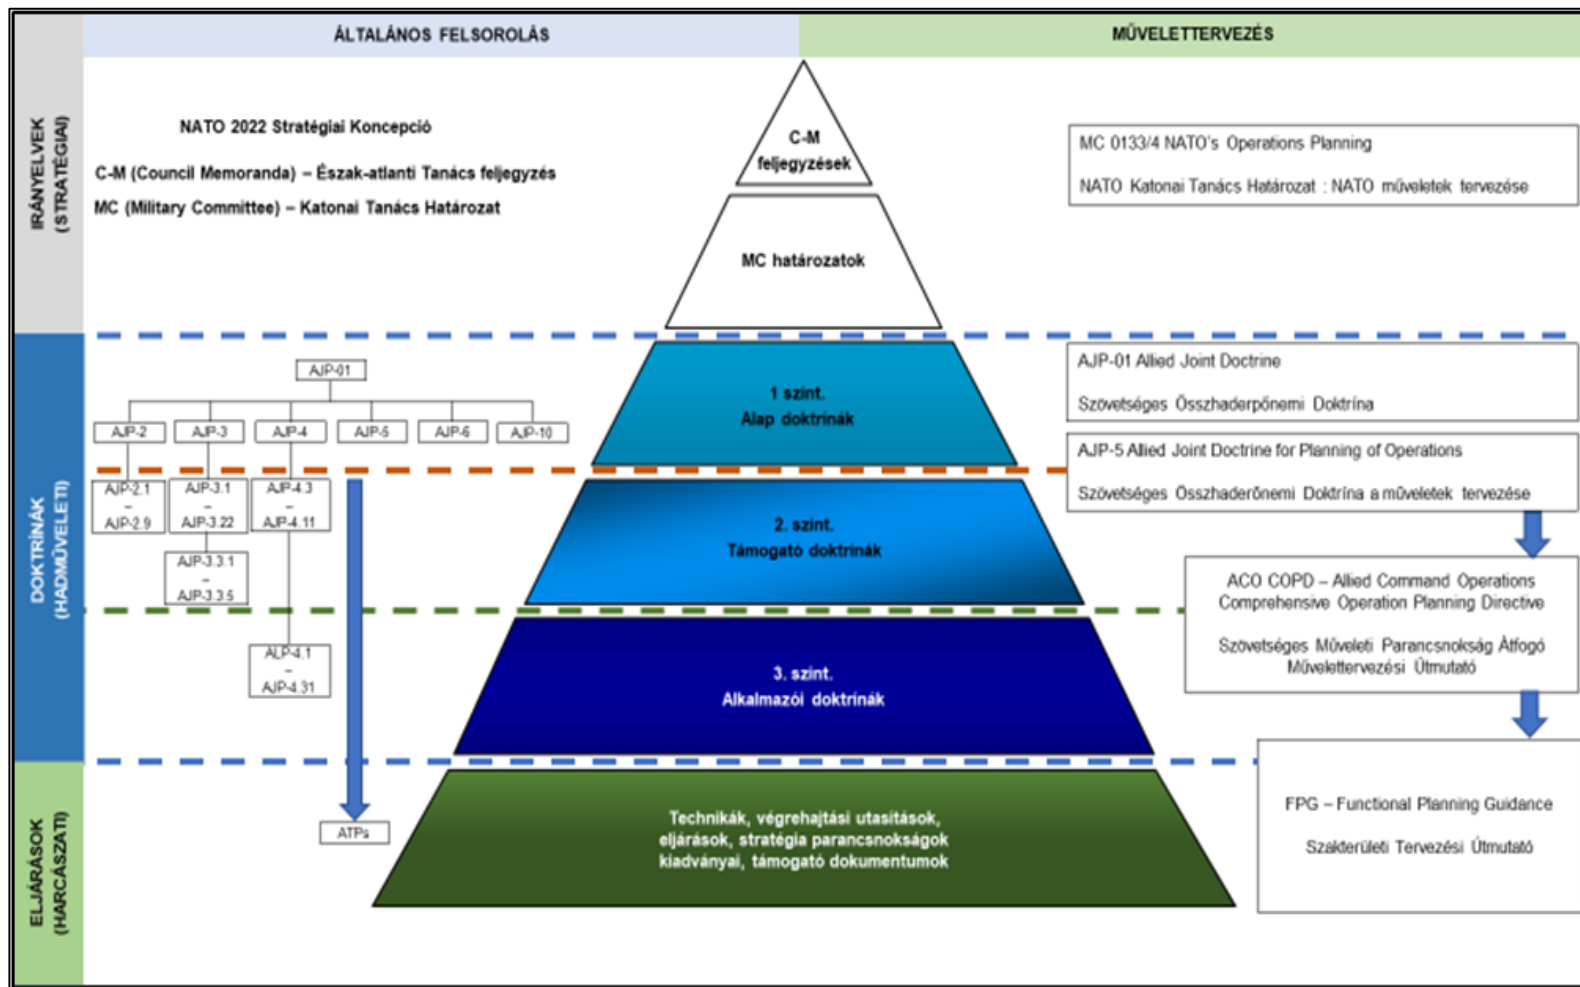 ÁLTALÁNOS FELSOROLÁS
MŰVELETTERVEZÉS
IRÁNYELVEK
(STRATÉGIAI)
NATO 2022 Stratégiai Koncepció
C-M (Council Memoranda) – Észak-atlanti Tanács feljegyzés
MC (Military Committee) – Katonai Tanács Határozat
C-M
feljegyzések
MC határozatok
MC 0133/4 NATO's Operations Planning
NATO Katonai Tanács Határozat : NATO műveletek tervezése
DOKTRÍNÁK
(HADMŰVELETI)
AJP-01
AJP-2
AJP-3
AJP-4
AJP-5
AJP-6
AJP-10
AJP-2.1
–
AJP-2.9
AJP-3.1
–
AJP-3.22
AJP-4.3
–
AJP-4.11
AJP-3.3.1
–
AJP-3.3.5
ALP-4.1
–
AJP-4.31
1 szint.
Alap doktrínák
2. szint.
Támogató doktrínák
3. szint.
Alkalmazói doktrínák
AJP-01 Allied Joint Doctrine
Szövetséges Összhaderpőnemi Doktrína
AJP-5 Allied Joint Doctrine for Planning of Operations
Szövetséges Összhaderőnemi Doktrína a műveletek tervezése
ACO COPD – Allied Command Operations
Comprehensive Operation Planning Directive
Szövetséges Műveleti Parancsnokság Átfogó
Művelettervezési Útmutató
ELJÁRÁSOK
(HARCÁSZATI)
ATPs
Technikák, végrehajtási utasítások,
eljárások, stratégia parancsnokságok
kiadványai, támogató dokumentumok
FPG – Functional Planning Guidance
Szakterületi Tervezési Útmutató